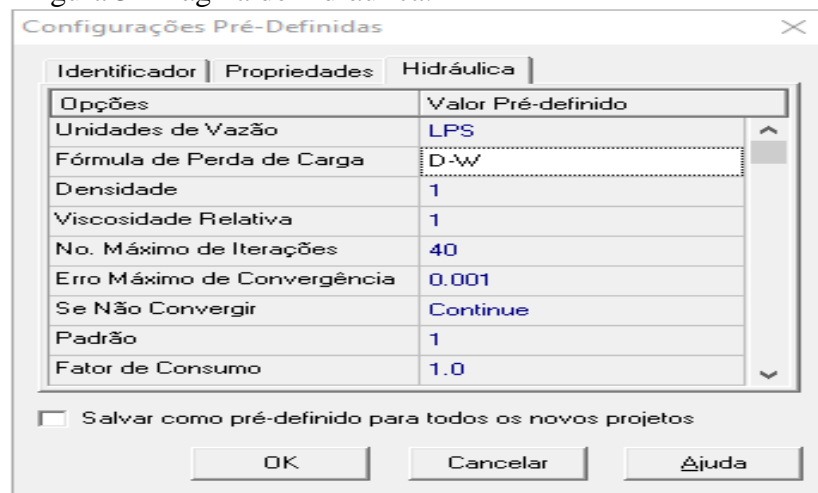 Configurações Pré-Definidas
Identificador Propriedades Hidráulica
Opções Valor Pré-definido
Unidades de Vazão LPS
Fórmula de Perda de Carga D-W
Densidade 1
Viscosidade Relativa 1
No. Máximo de Iterações 40
Erro Máximo de Convergência 0.001
Se Não Convergir Continue
Padrão 1
Fator de Consumo 1.0
Salvar como pré-definido para todos os novos projetos
OK Cancelar Ajuda